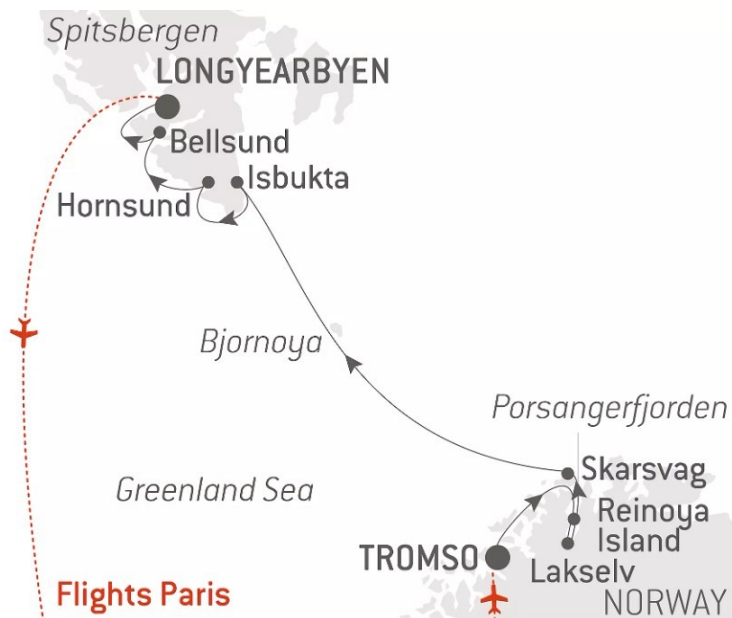 Spitsbergen
LONGYEARBYEN
Bellsund
Isbukta
Hornsund
Bjornoya
Porsangerfjorden
Skarsvag
Greenland Sea
Reinoya
Island
TROMSO
Lakselv
Flights Paris
NORWAY